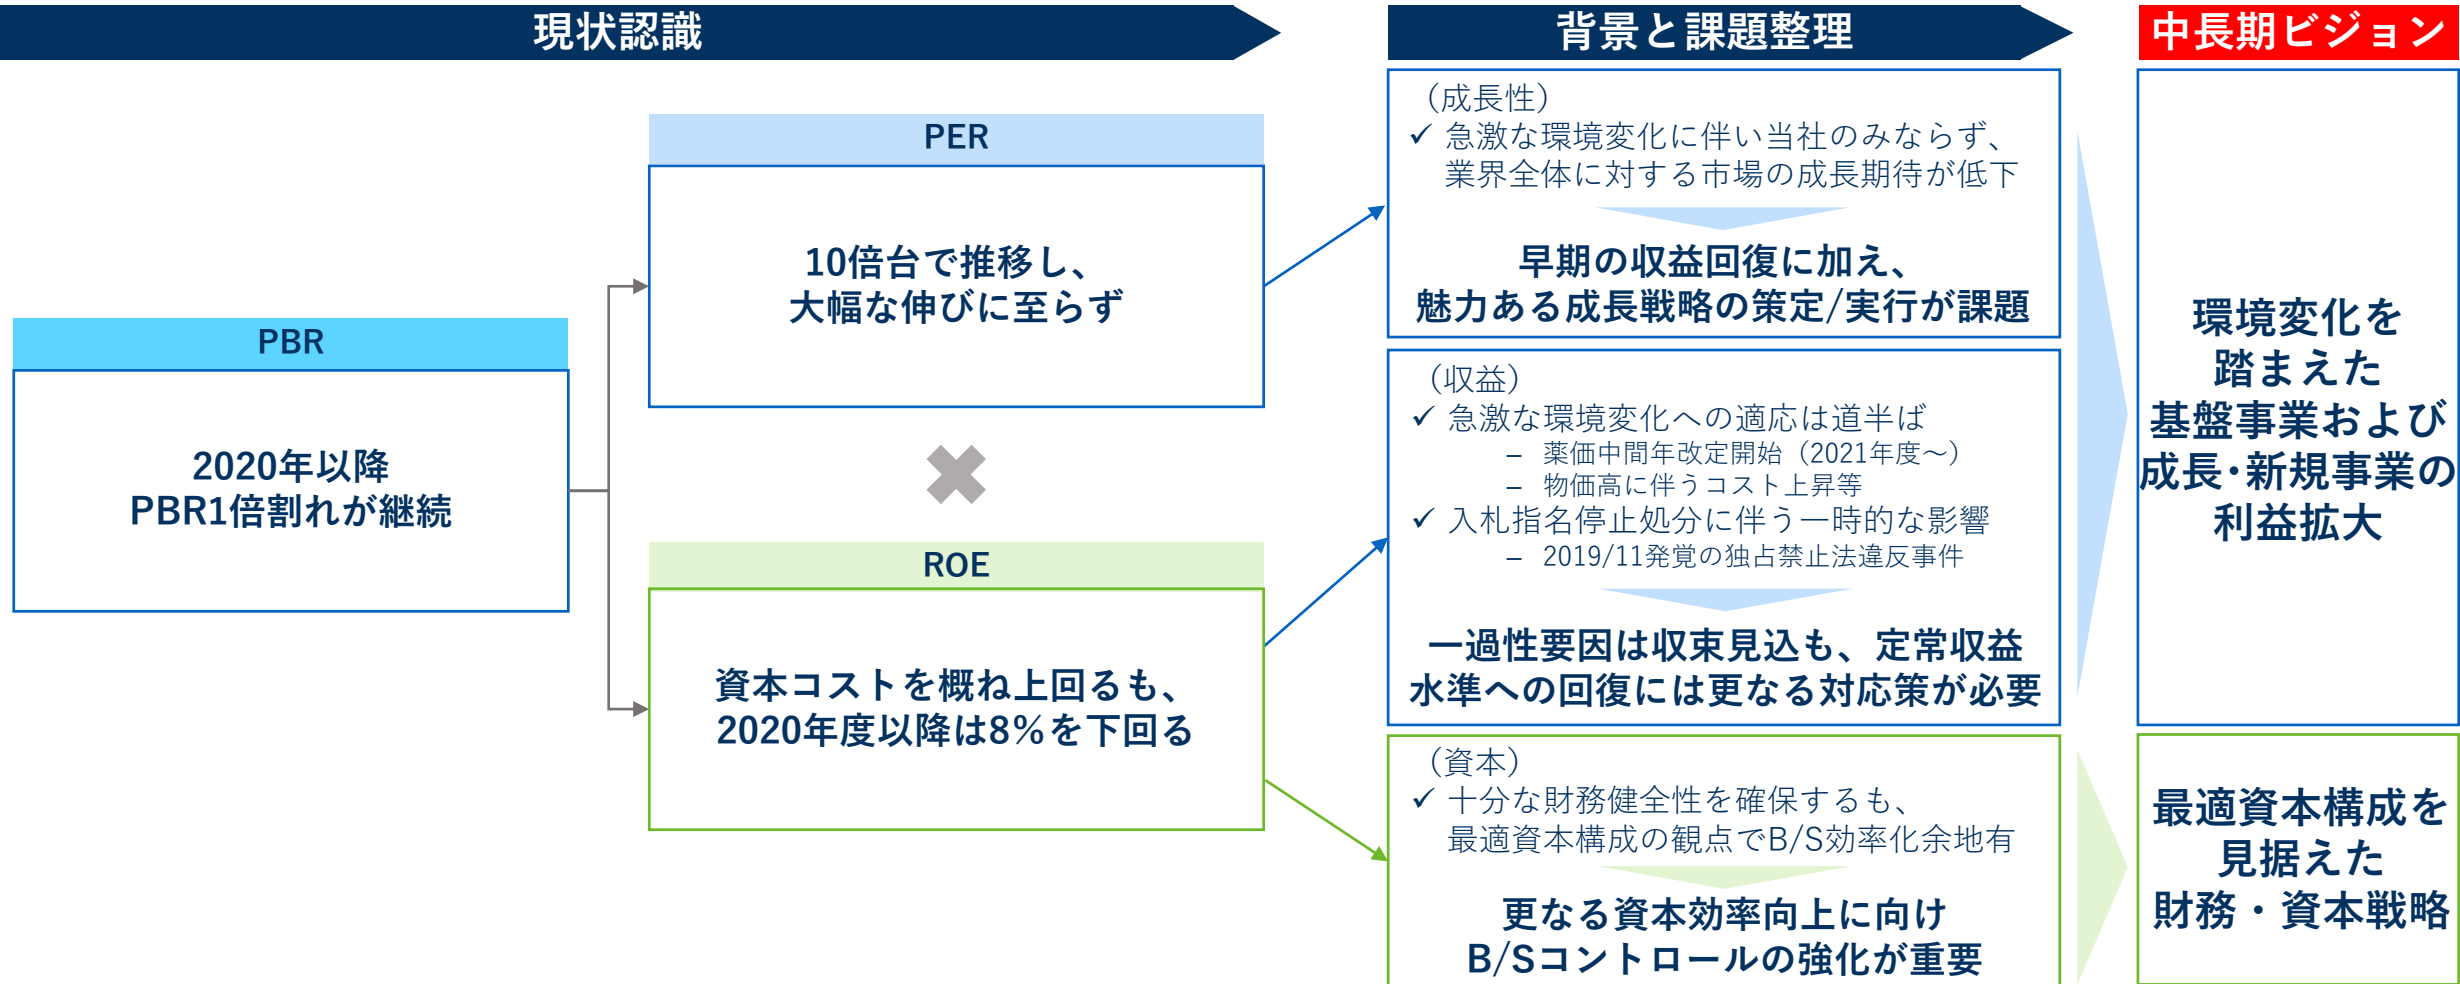 現状認識
背景と課題整理
中長期ビジョン
PBR
2020年以降
PBR1倍割れが継続
PER
10倍台で推移し、
大幅な伸びに至らず
ROE
資本コストを概ね上回るも、
2020年度以降は8%を下回る
（成長性）
✓ 急激な環境変化に伴い当社のみならず、
業界全体に対する市場の成長期待が低下
早期の収益回復に加え、
魅力ある成長戦略の策定/実行が課題
（収益）
✓ 急激な環境変化への適応は道半ば
– 薬価中間年改定開始（2021年度～）
– 物価高に伴うコスト上昇等
✓ 入札指名停止処分に伴う一時的な影響
– 2019/11発覚の独占禁止法違反事件
一過性要因は収束見込も、定常収益
水準への回復には更なる対応策が必要
（資本）
✓ 十分な財務健全性を確保するも、
最適資本構成の観点でB/S効率化余地有
更なる資本効率向上に向け
B/Sコントロールの強化が重要
環境変化を
踏まえた
基盤事業および
成長・新規事業の
利益拡大
最適資本構成を
見据えた
財務・資本戦略